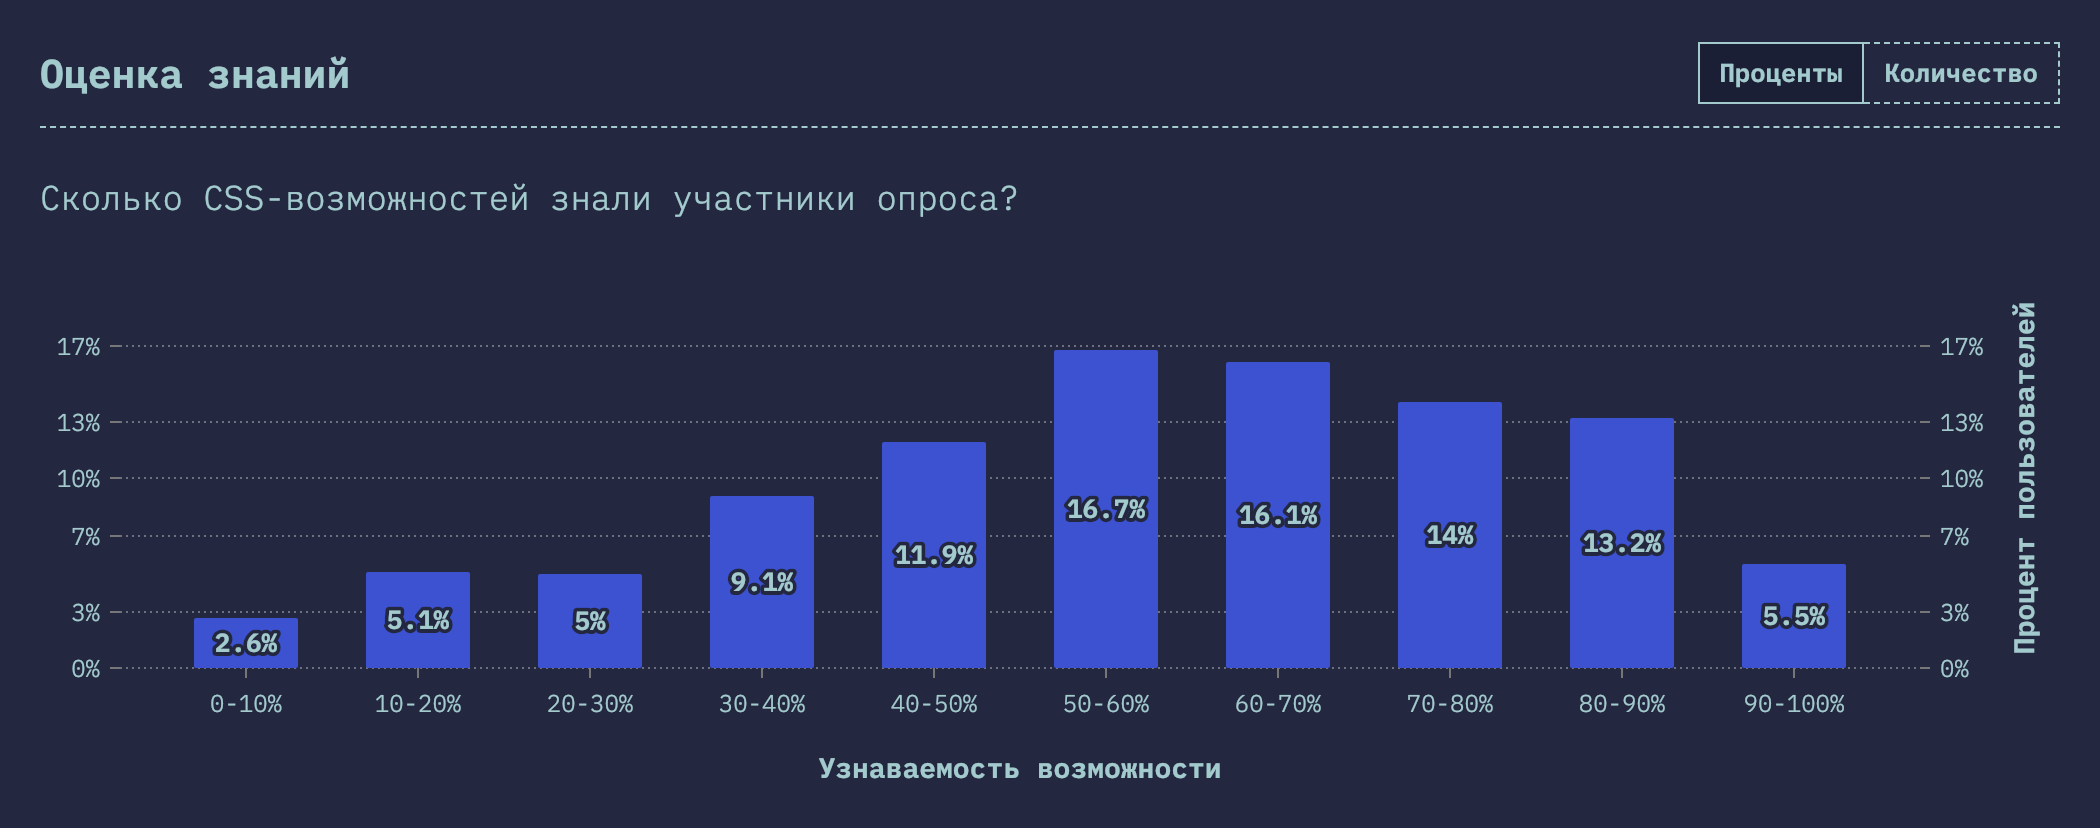 Оценка знаний
Проценты Количество
Сколько CSS-возможностей знали участники опроса?
17% 17%
13% 13%
10% 10%
7% 7%
3% 3%
0% 0%
Процент пользователей
2.6% 5.1% 5% 9.1% 11.9% 16.7% 16.1% 14% 13.2% 5.5%
0-10% 10-20% 20-30% 30-40% 40-50% 50-60% 60-70% 70-80% 80-90% 90-100%
Узнаваемость возможности